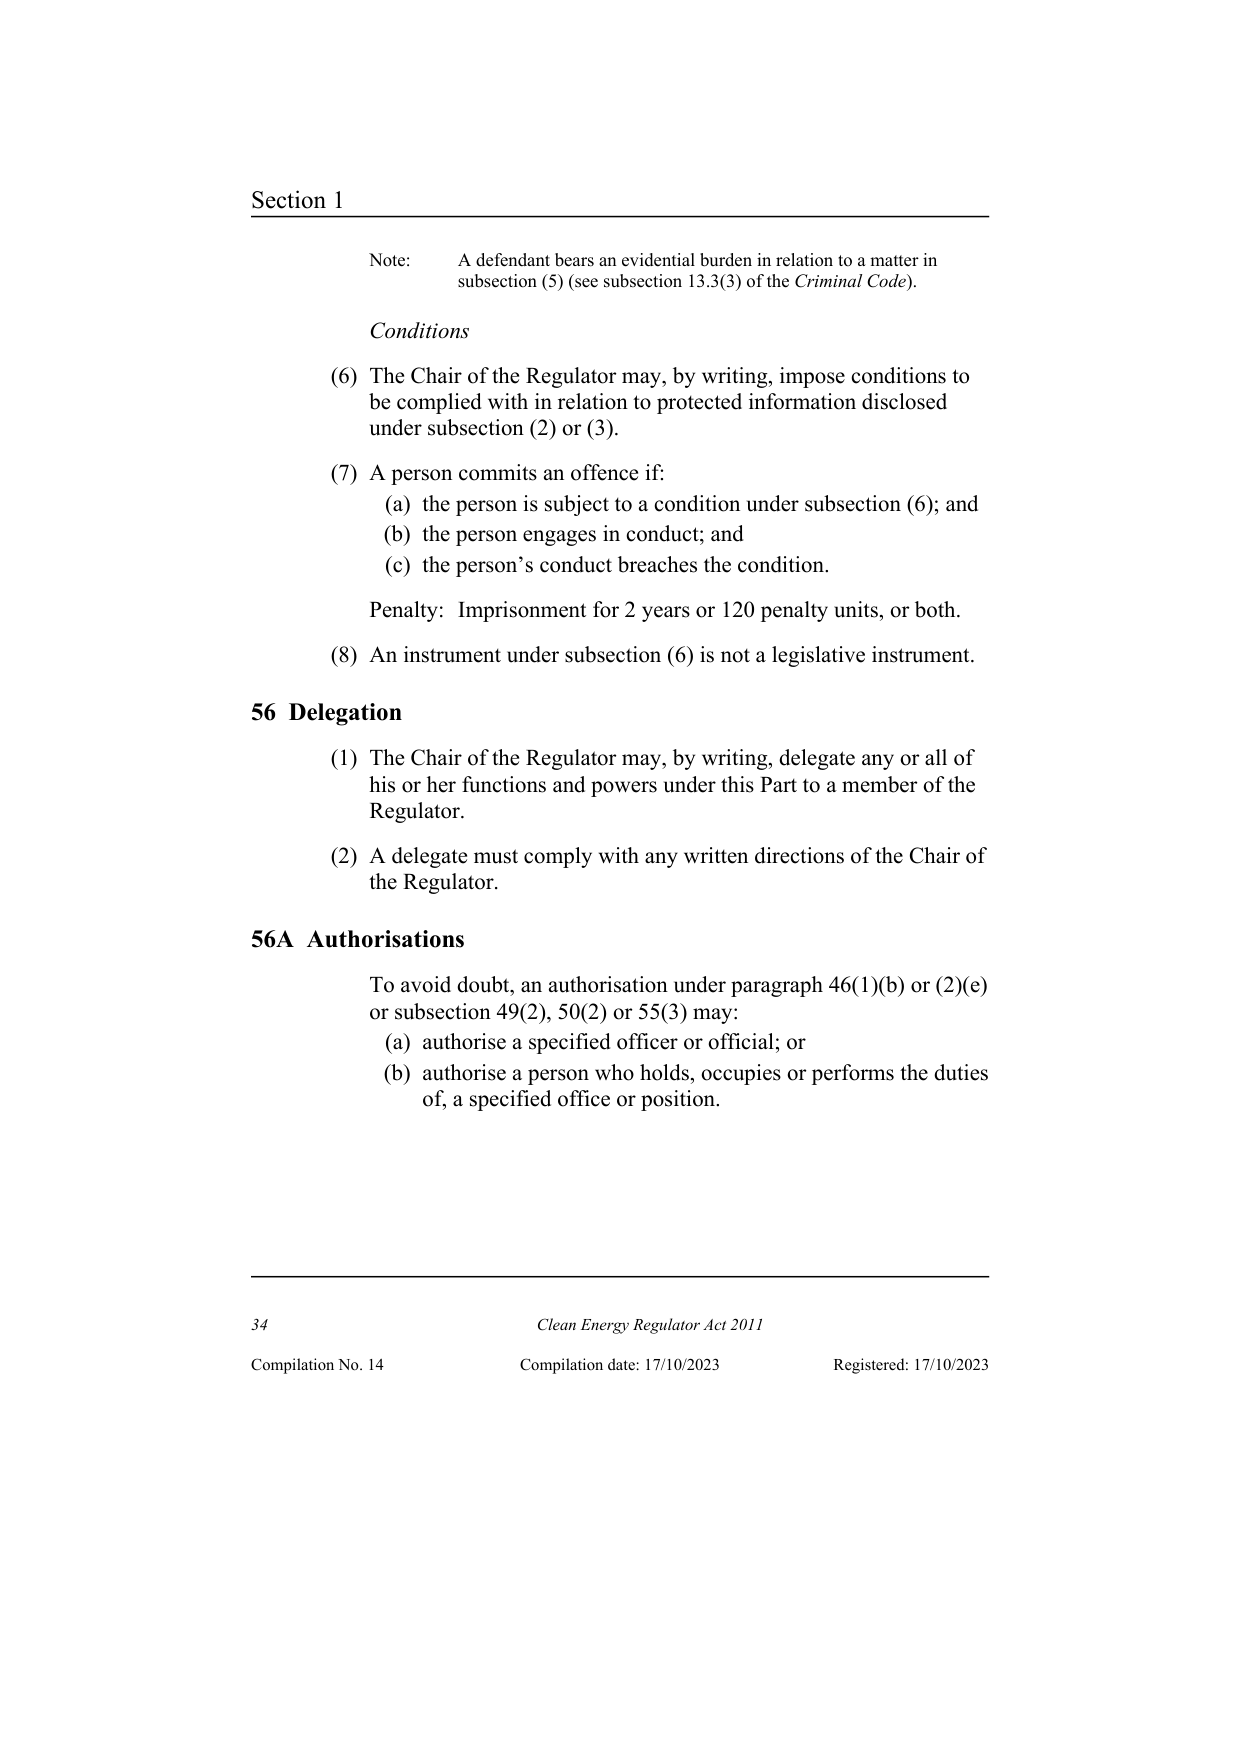 Section 1
Note: A defendant bears an evidential burden in relation to a matter in
subsection (5) (see subsection 13.3(3) of the Criminal Code).
Conditions
(6) The Chair of the Regulator may, by writing, impose conditions to
be complied with in relation to protected information disclosed
under subsection (2) or (3).
(7) A person commits an offence if:
(a) the person is subject to a condition under subsection (6); and
(b) the person engages in conduct; and
(c) the person’s conduct breaches the condition.
Penalty: Imprisonment for 2 years or 120 penalty units, or both.
(8) An instrument under subsection (6) is not a legislative instrument.
56 Delegation
(1) The Chair of the Regulator may, by writing, delegate any or all of
his or her functions and powers under this Part to a member of the
Regulator.
(2) A delegate must comply with any written directions of the Chair of
the Regulator.
56A Authorisations
To avoid doubt, an authorisation under paragraph 46(1)(b) or (2)(e)
or subsection 49(2), 50(2) or 55(3) may:
(a) authorise a specified officer or official; or
(b) authorise a person who holds, occupies or performs the duties
of, a specified office or position.
34 Clean Energy Regulator Act 2011
Compilation No. 14 Compilation date: 17/10/2023 Registered: 17/10/2023